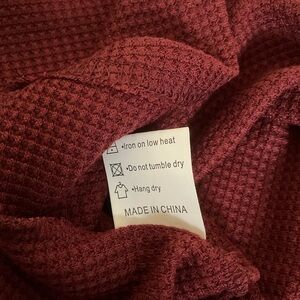 •Iron on low heat
•Do not tumble dry
•Hang dry
MADE IN CHINA